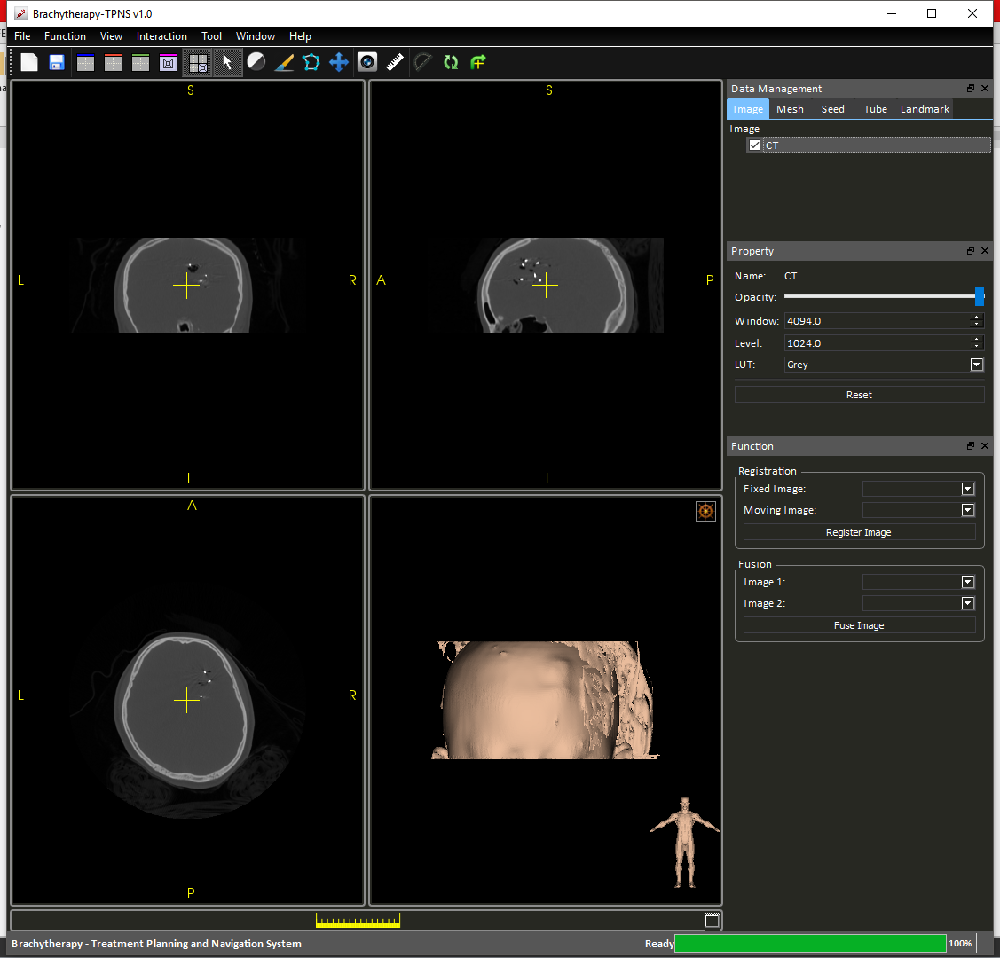 Brachytherapy-TPNS v1.0
File Function View Interaction Tool Window Help
S
L
R
I
S
A
P
I
A
L
R
P
Data Management
Image Mesh Seed Tube Landmark
Image
CT
Property
Name: CT
Opacity:
Window: 4094.0
Level: 1024.0
LUT: Grey
Reset
Function
Registration
Fixed Image:
Moving Image:
Register Image
Fusion
Image 1:
Image 2:
Fuse Image
Brachytherapy - Treatment Planning and Navigation System
Ready 100%